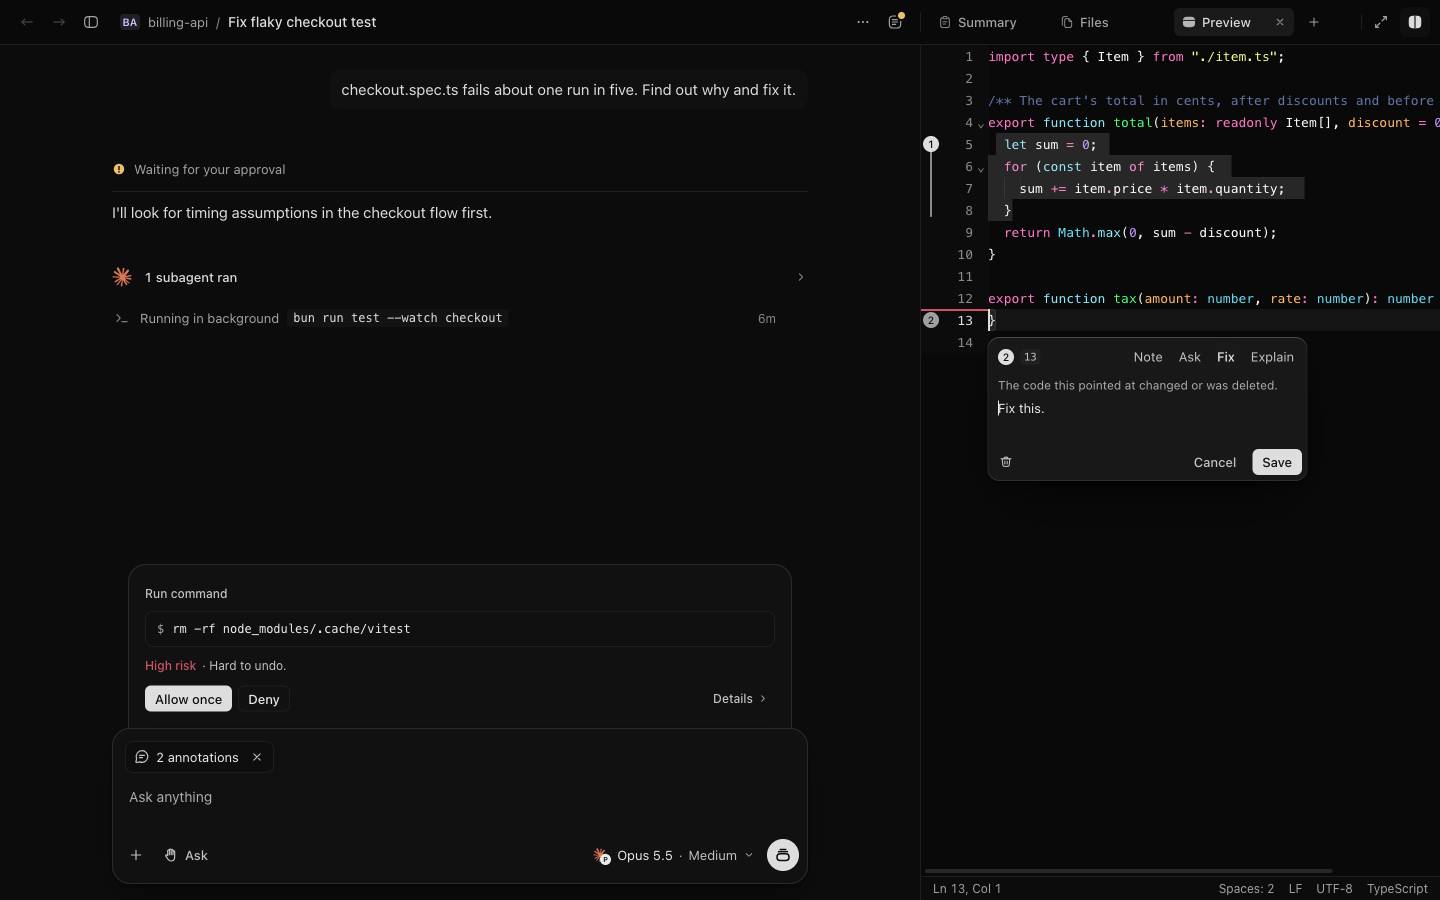 BA billing-api / Fix flaky checkout test
Summary
Files
Preview
checkout.spec.ts fails about one run in five. Find out why and fix it.
Waiting for your approval
I'll look for timing assumptions in the checkout flow first.
1 subagent ran
Running in background bun run test --watch checkout 6m
Run command
$ rm -rf node_modules/.cache/vitest
High risk · Hard to undo.
Allow once
Deny
Details
2 annotations
Ask anything
Ask
P
Opus 5.5 · Medium
1 import type { Item } from "./item.ts";
2
3 /** The cart's total in cents, after discounts and before
4 export function total(items: readonly Item[], discount = 0
1
5 let sum = 0;
6 for (const item of items) {
7 sum += item.price * item.quantity;
8 }
9 return Math.max(0, sum - discount);
10 }
11
12 export function tax(amount: number, rate: number): number
2
13 }
14
2 13 Note Ask Fix Explain
The code this pointed at changed or was deleted.
Fix this.
Cancel Save
Ln 13, Col 1
Spaces: 2 LF UTF-8 TypeScript